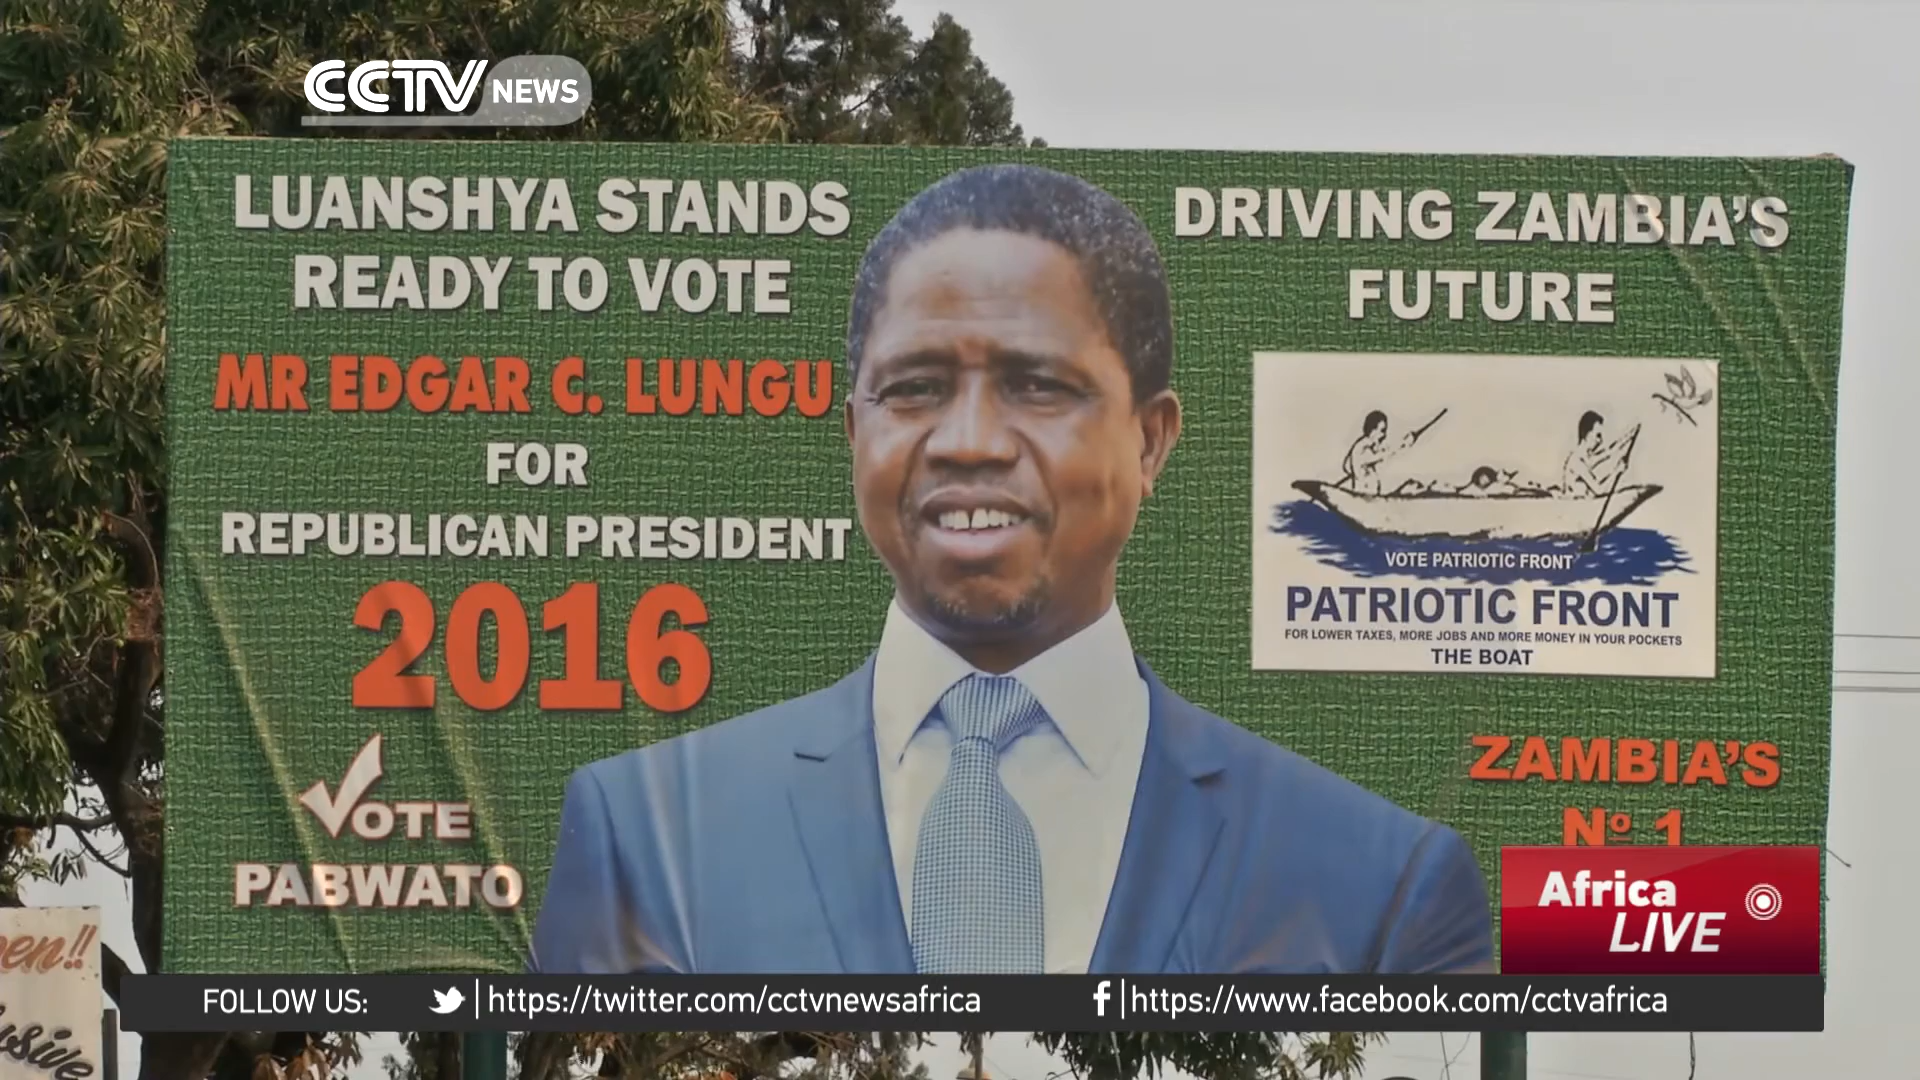 CCTV NEWS
LUANSHYA STANDS
READY TO VOTE
MR EDGAR C. LUNGU
FOR
REPUBLICAN PRESIDENT
2016
VOTE
PABWATO
DRIVING ZAMBIA'S
FUTURE
VOTE PATRIOTIC FRONT
PATRIOTIC FRONT
FOR LOWER TAXES, MORE JOBS AND MORE MONEY IN YOUR POCKETS
THE BOAT
ZAMBIA'S
Nº 1
Africa
LIVE
FOLLOW US: https://twitter.com/cctvnewsafrica https://www.facebook.com/cctvafrica